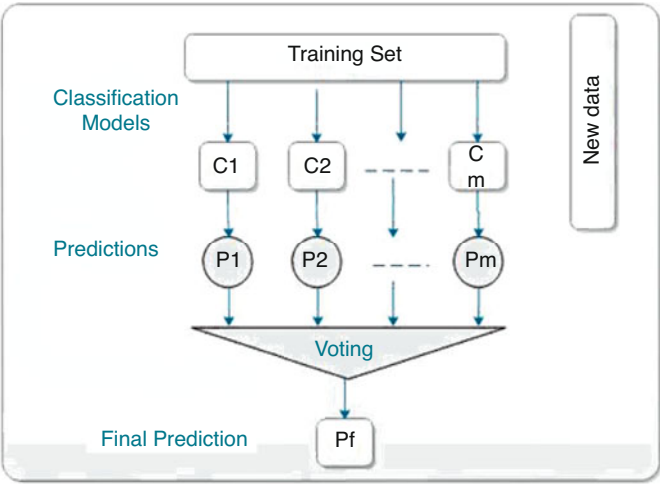 Training Set
New data
Classification
Models
C1
C2
C
m
Predictions
P1
P2
Pm
Voting
Final Prediction
Pf